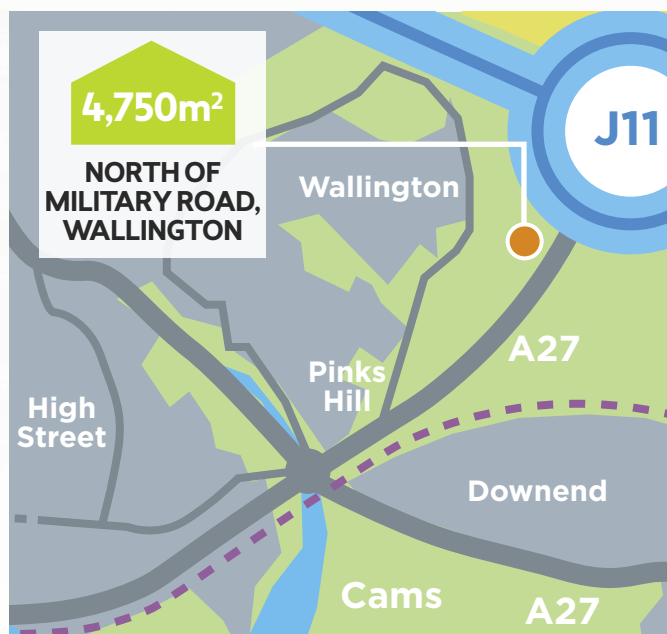 4,750m²
NORTH OF
MILITARY ROAD,
WALLINGTON
J11
Wallington
A27
Pinks
Hill
High
Street
Downend
Cams
A27